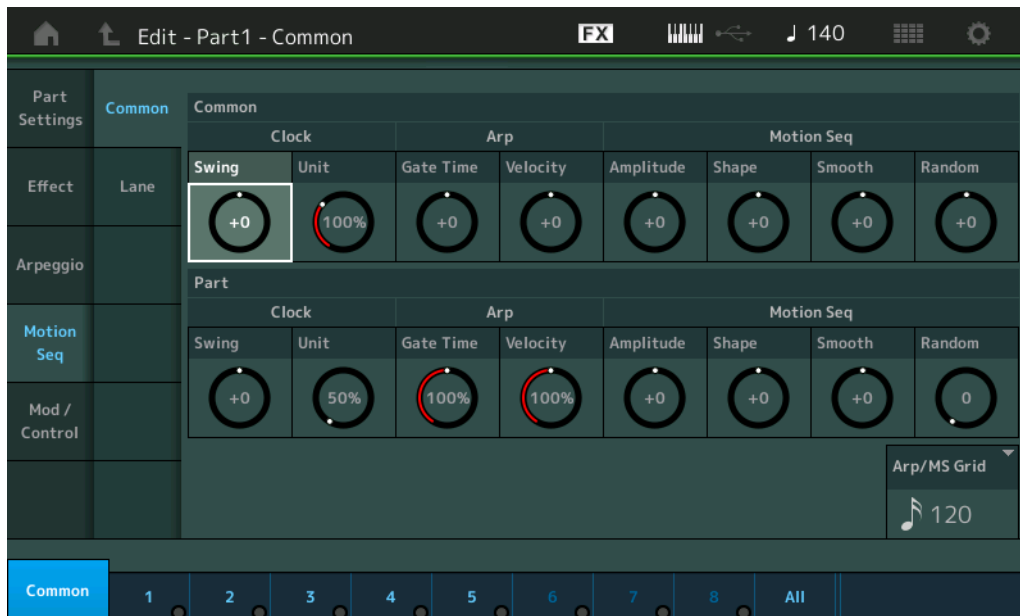 Edit - Part1 - Common FX 140
Part Settings
Effect
Arpeggio
Motion Seq
Mod / Control
Common
Lane
Common
Clock Arp Motion Seq
Swing Unit Gate Time Velocity Amplitude Shape Smooth Random
+0 100% +0 +0 +0 +0 +0 +0
Part
Clock Arp Motion Seq
Swing Unit Gate Time Velocity Amplitude Shape Smooth Random
+0 50% 100% 100% +0 +0 +0 0
Arp/MS Grid
120
Common 1 2 3 4 5 6 7 8 All